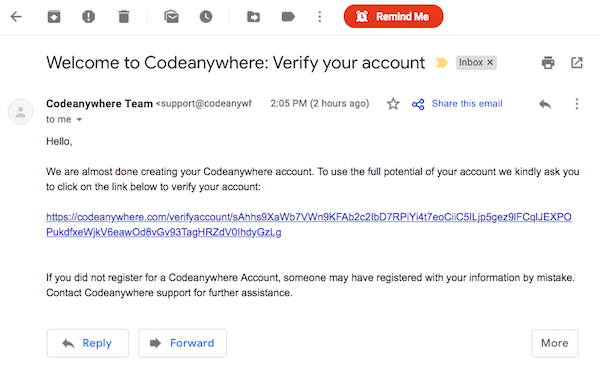 Remind Me
Welcome to Codeanywhere: Verify your account Inbox ×
Codeanywhere Team <support@codeanywh 2:05 PM (2 hours ago) Share this email
to me
Hello,
We are almost done creating your Codeanywhere account. To use the full potential of your account we kindly ask you
to click on the link below to verify your account:
https://codeanywhere.com/verifyaccount/sAhhs9XaWb7VWn9KFAb2c2IbD7RPiYi4t7eoCiiC5ILjp5gez9IFCqIJEXPO
PukdfxeWjkV6eawOd8vGv93TagHRZdV0IhdyGzLg
If you did not register for a Codeanywhere Account, someone may have registered with your information by mistake.
Contact Codeanywhere support for further assistance.
Reply
Forward
More